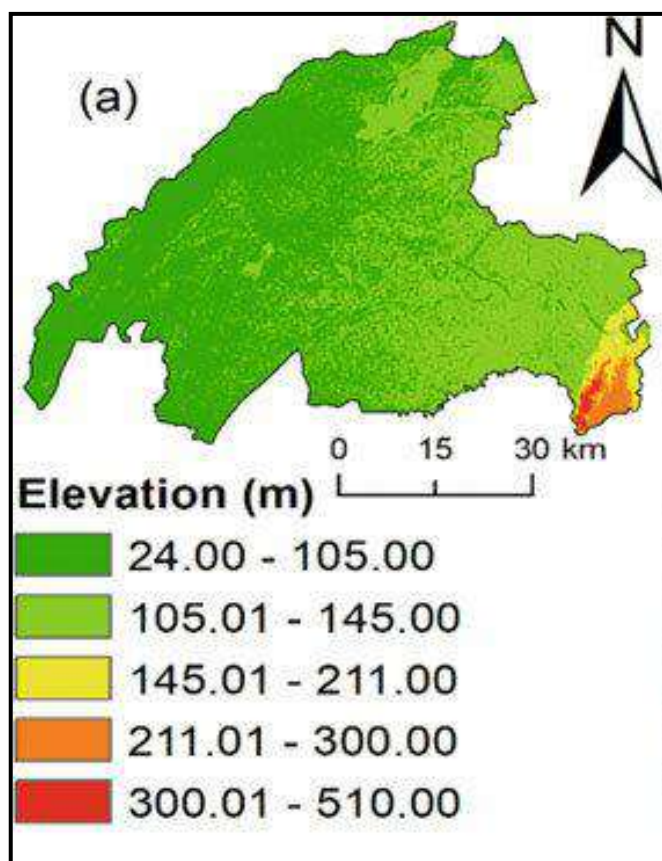 N
(a)
0 15 30 km
Elevation (m)
24.00 - 105.00
105.01 - 145.00
145.01 - 211.00
211.01 - 300.00
300.01 - 510.00